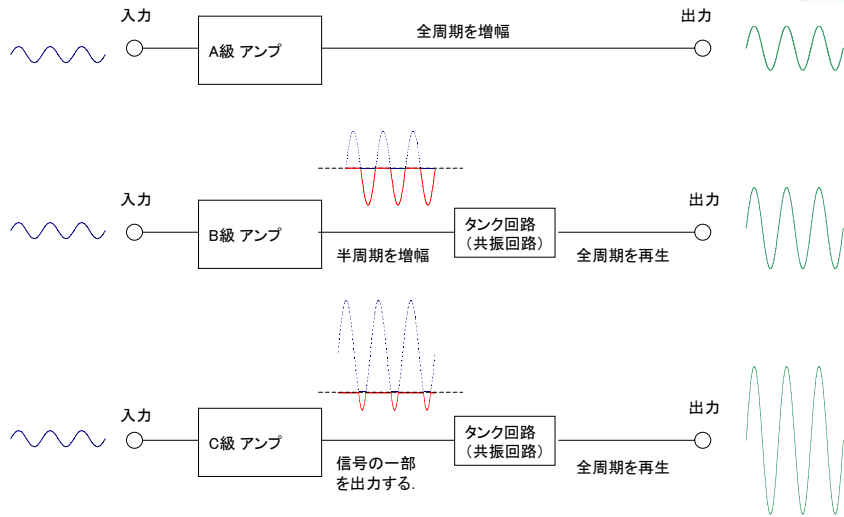 入力
A級 アンプ
全周期を増幅
出力
入力
B級 アンプ
半周期を増幅
タンク回路
（共振回路）
全周期を再生
出力
入力
C級 アンプ
信号の一部
を出力する.
タンク回路
（共振回路）
全周期を再生
出力